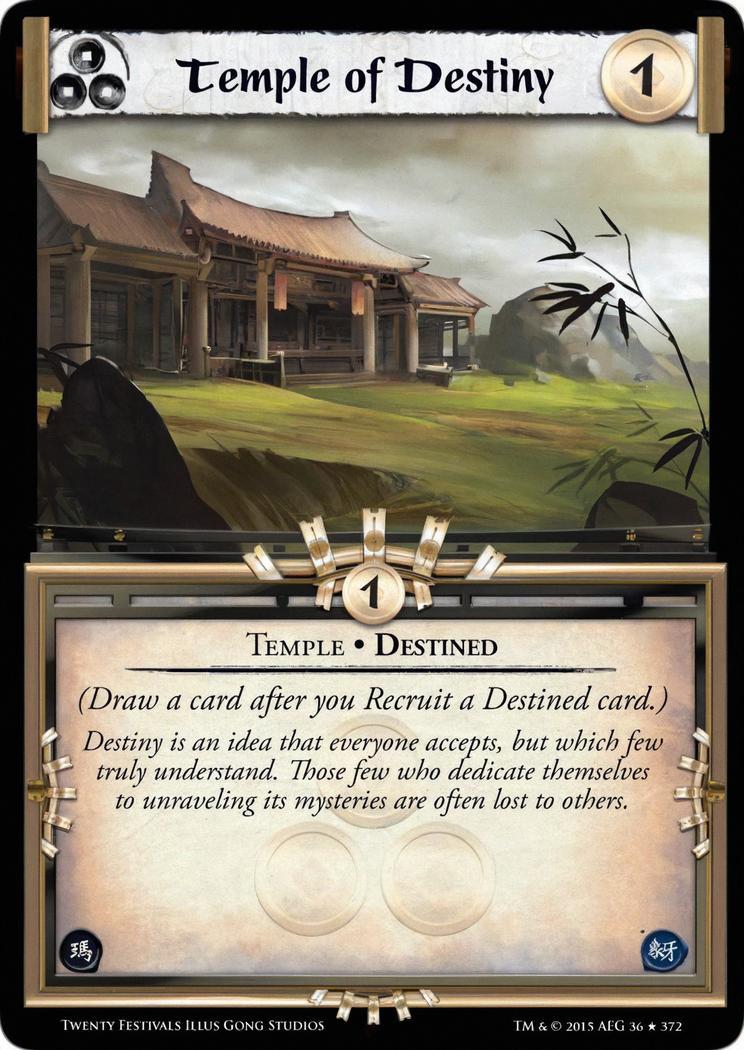 Temple of Destiny
1
1
Temple • Destined
(Draw a card after you Recruit a Destined card.)
Destiny is an idea that everyone accepts, but which few
truly understand. Those few who dedicate themselves
to unraveling its mysteries are often lost to others.
瑪
Twenty Festivals Illus Gong Studios
TM & © 2015 AEG 36 ★ 372